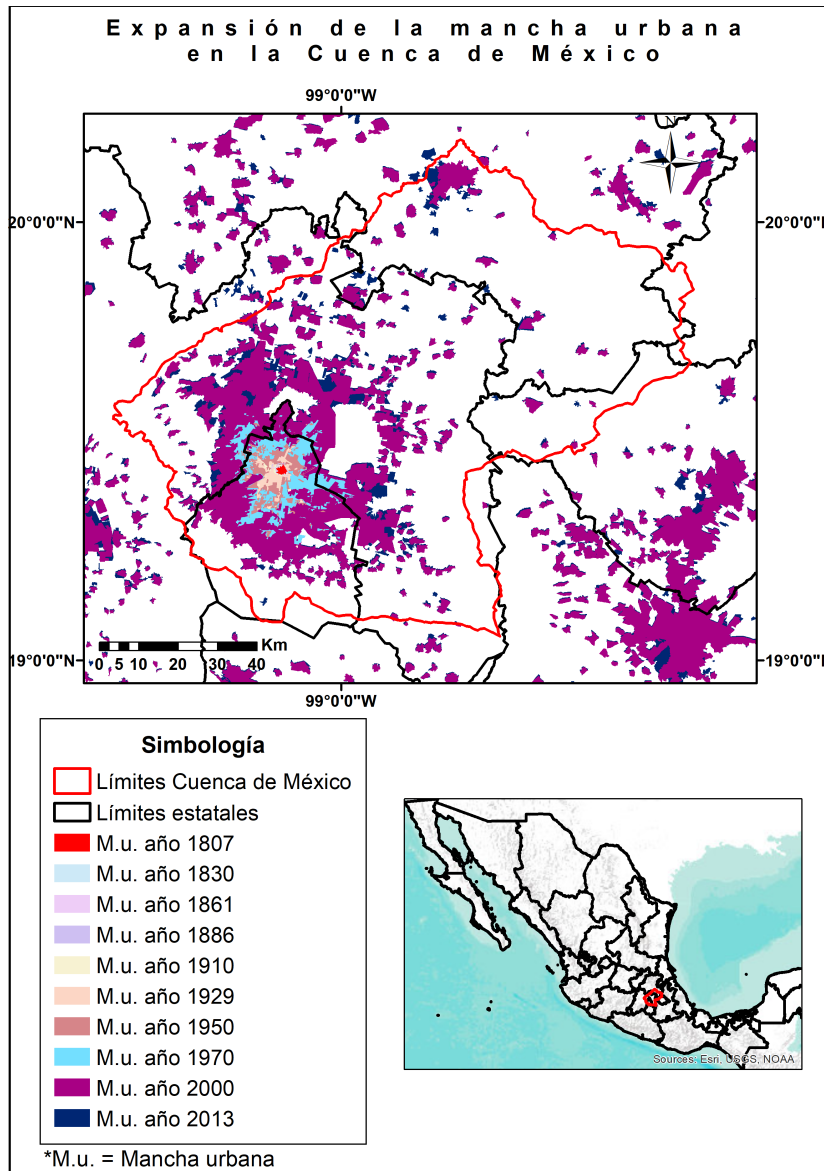 Expansión de la mancha urbana
en la Cuenca de México
99°0'0"W
N
20°0'0"N
20°0'0"N
Km
0 5 10 20 30 40
19°0'0"N
19°0'0"N
99°0'0"W
Simbología
Límites Cuenca de México
Límites estatales
M.u. año 1807
M.u. año 1830
M.u. año 1861
M.u. año 1886
M.u. año 1910
M.u. año 1929
M.u. año 1950
M.u. año 1970
M.u. año 2000
M.u. año 2013
*M.u. = Mancha urbana
Sources: Esri, USGS, NOAA